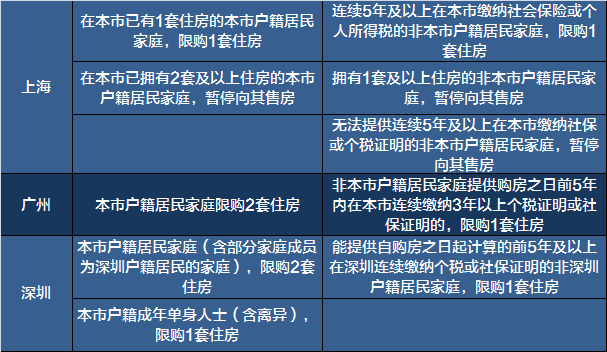 上海
在本市已有1套住房的本市户籍居民
家庭，限购1套住房
连续5年及以上在本市缴纳社会保险或个
人所得税的非本市户籍居民家庭，限购1
套住房
在本市已拥有2套及以上住房的本市
户籍居民家庭，暂停向其售房
拥有1套及以上住房的非本市户籍居民家
庭，暂停向其售房
无法提供连续5年及以上在本市缴纳社保
或个税证明的非本市户籍居民家庭，暂停
向其售房
广州
本市户籍居民家庭限购2套住房
非本市户籍居民家庭提供购房之日前5年
内在本市连续缴纳3年以上个税证明或社
保证明的，限购1套住房
深圳
本市户籍居民家庭（含部分家庭成员
为深圳户籍居民的家庭），限购2套
住房
能提供自购房之日起计算的前5年及以上
在深圳连续缴纳个税或社保证明的非深圳
户籍居民家庭，限购1套住房
本市户籍成年单身人士（含离异），
限购1套住房